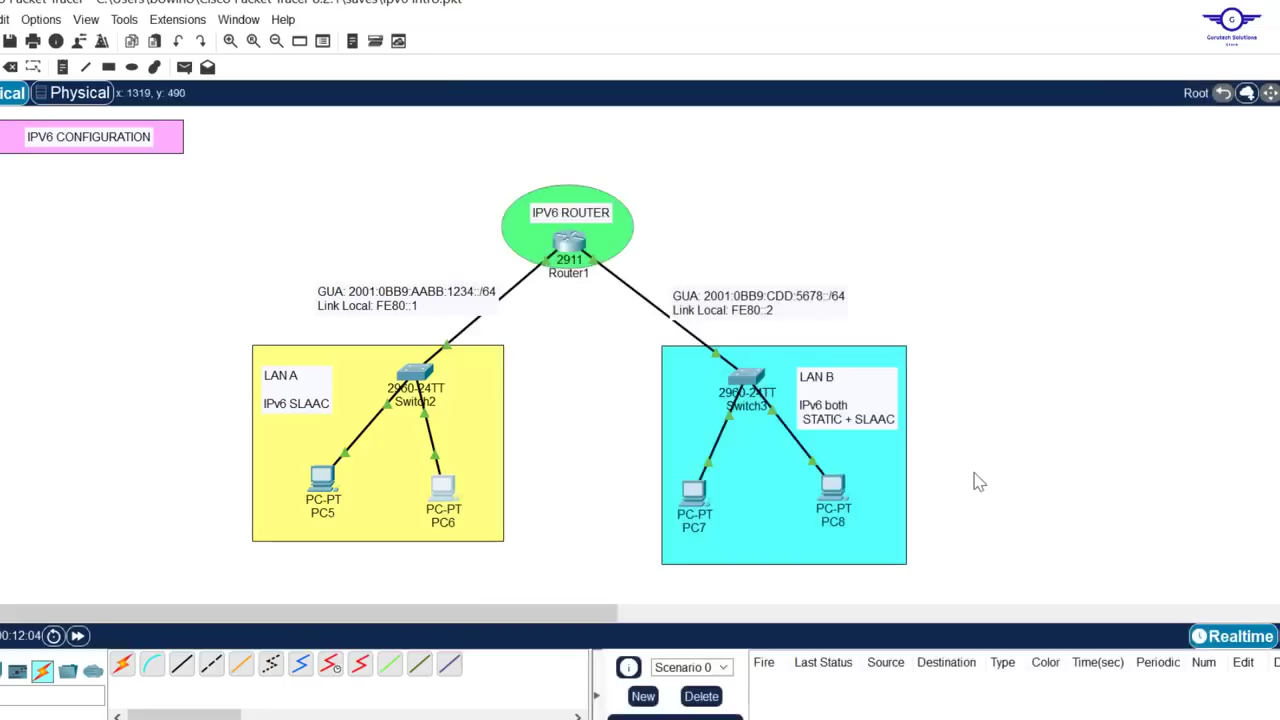 dit Options View Tools Extensions Window Help
Gurutech Solutions
ical Physical x: 1319, y: 490 Root
IPV6 CONFIGURATION
IPV6 ROUTER
2911
Router1
GUA: 2001:0BB9:AABB:1234::/64
Link Local: FE80::1
GUA: 2001:0BB9:CDD:5678::/64
Link Local: FE80::2
LAN A
IPv6 SLAAC
2960-24TT
Switch2
PC-PT
PC5
PC-PT
PC6
LAN B
IPv6 both
STATIC + SLAAC
2960-24TT
Switch3
PC-PT
PC7
PC-PT
PC8
00:12:04 Realtime
Scenario 0
New Delete
Fire Last Status Source Destination Type Color Time(sec) Periodic Num Edit